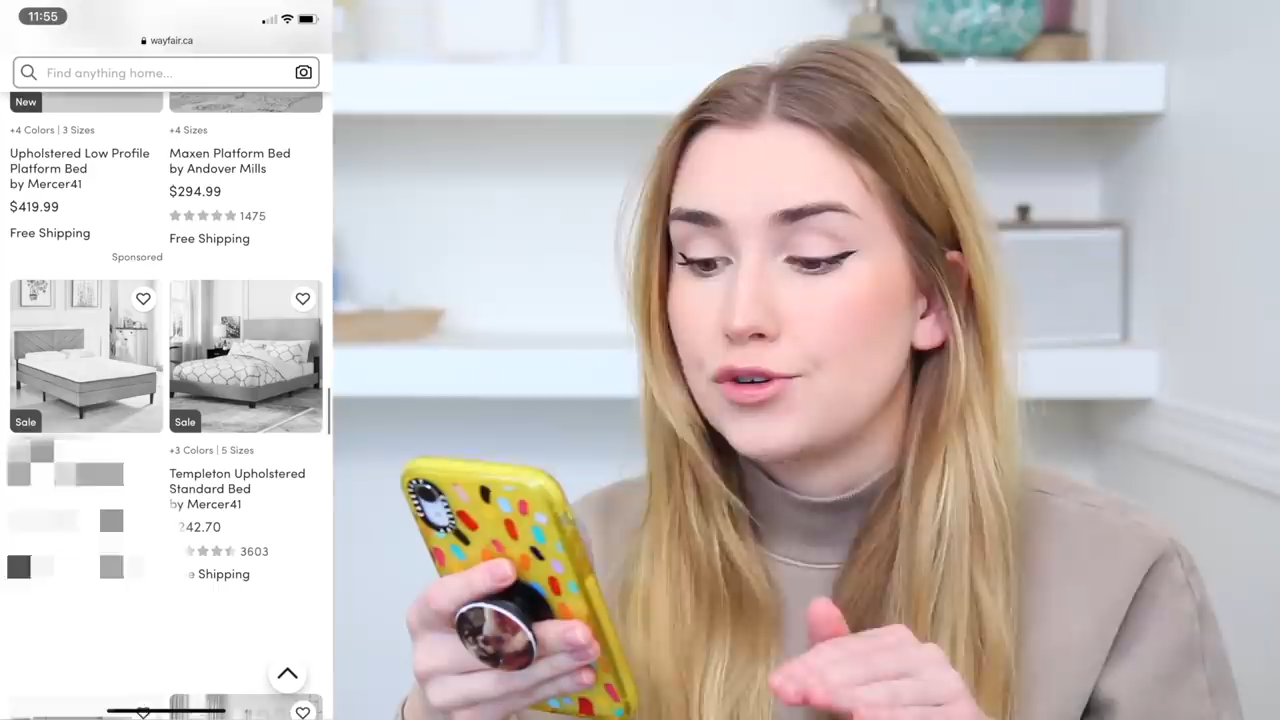 11:55
wayfair.ca
Find anything home...
New
+4 Colors | 3 Sizes
Upholstered Low Profile
Platform Bed
by Mercer41
$419.99
Free Shipping
+4 Sizes
Maxen Platform Bed
by Andover Mills
$294.99
1475
Free Shipping
Sponsored
Sale
Sale
+3 Colors | 5 Sizes
Templeton Upholstered
Standard Bed
by Mercer41
242.70
3603
e Shipping